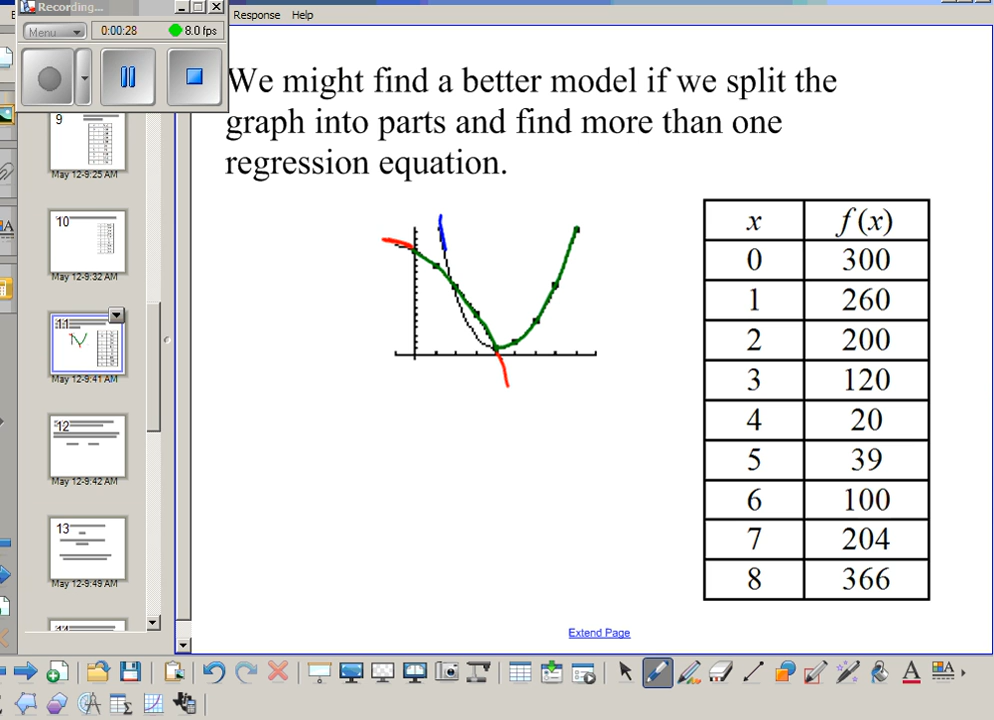 Recording...
Response Help
Menu 0:00:28 8.0 fps
We might find a better model if we split the
graph into parts and find more than one
regression equation.
9
May 12-9:25 AM
10
May 12-9:32 AM
11
May 12-9:41 AM
12
May 12-9:42 AM
13
May 12-9:49 AM
x f(x)
0 300
1 260
2 200
3 120
4 20
5 39
6 100
7 204
8 366
Extend Page